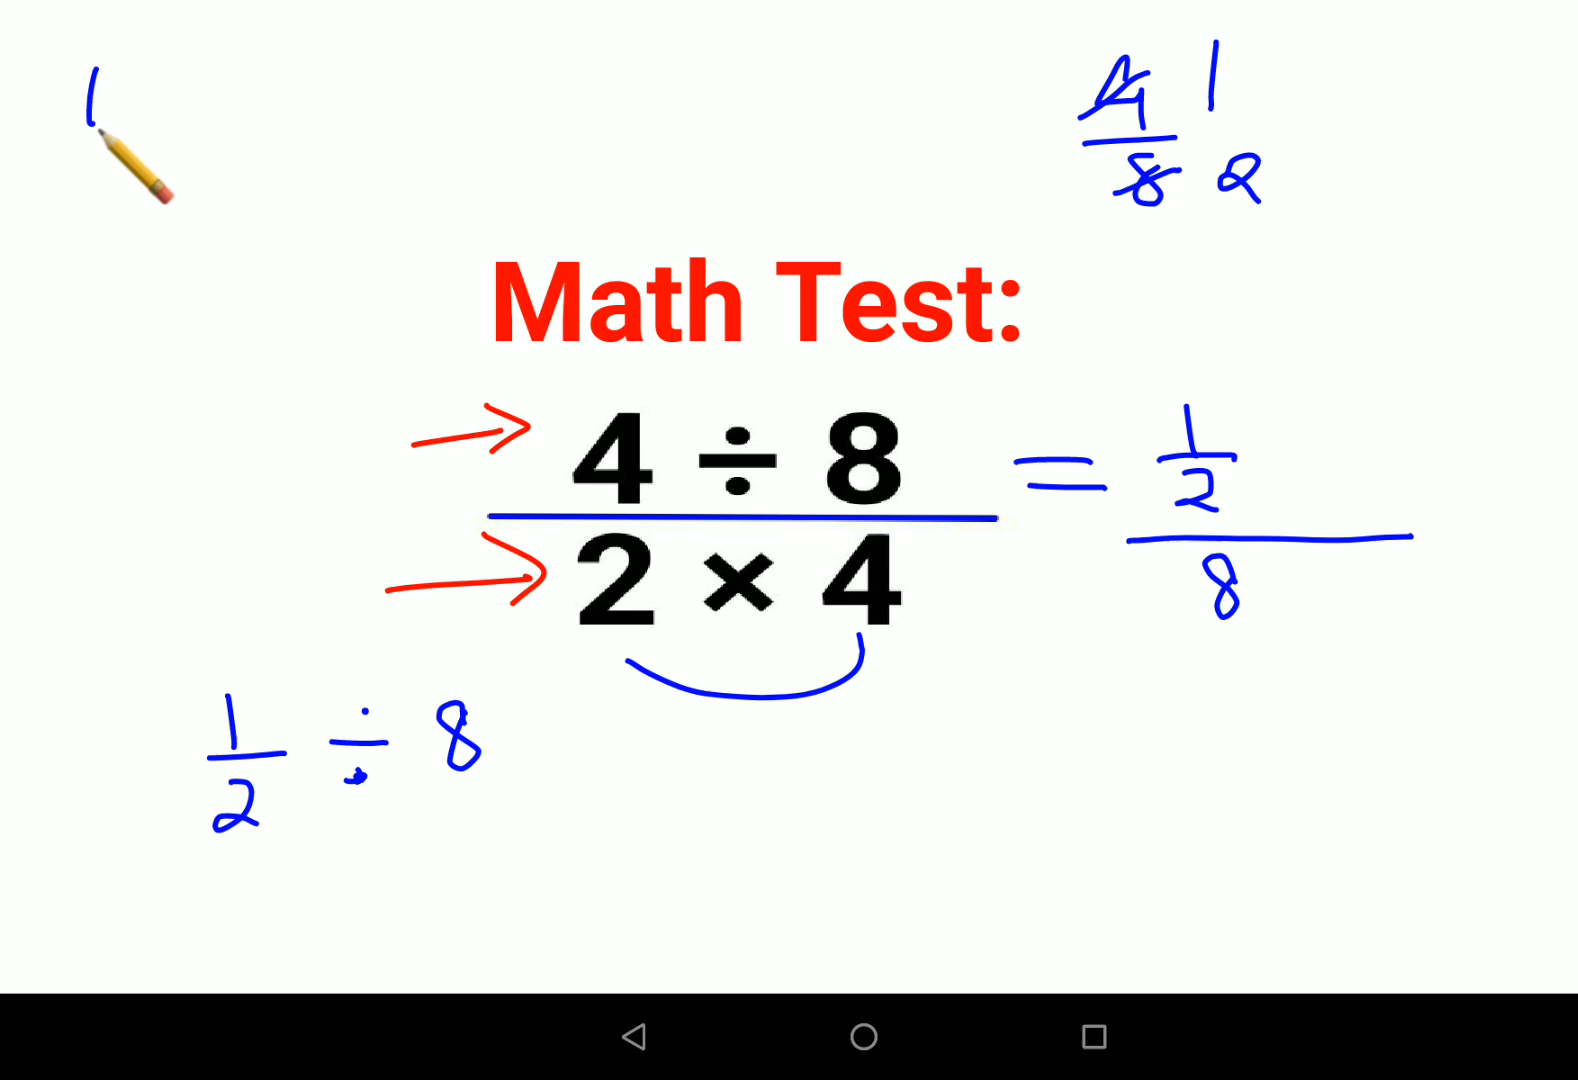 4 1
8 2
Math Test:
4 ÷ 8 = 1/2
2 × 4 8
1/2 ÷ 8